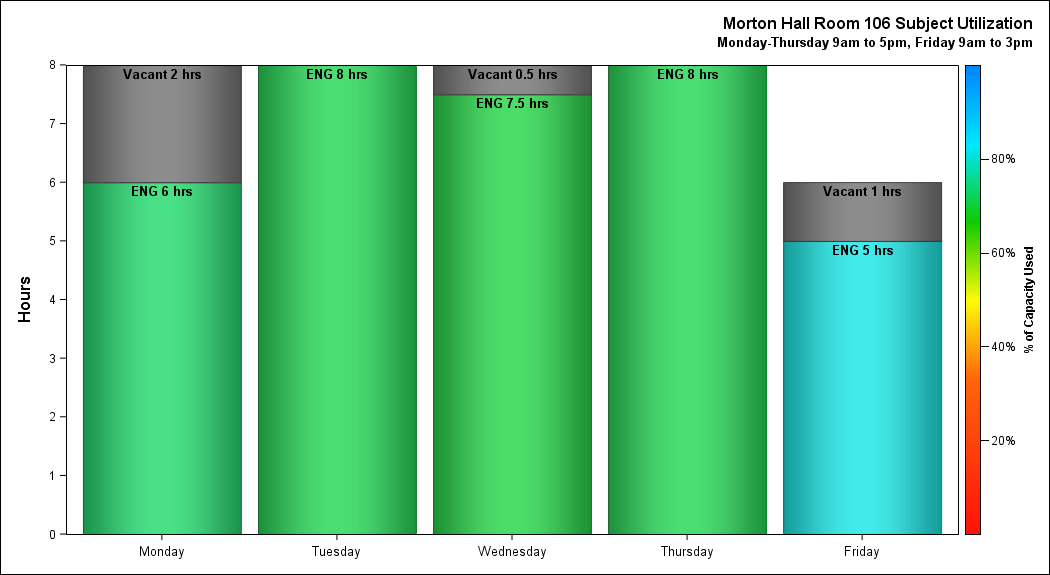 Morton Hall Room 106 Subject Utilization
Monday-Thursday 9am to 5pm, Friday 9am to 3pm
Hours
8
7
6
5
4
3
2
1
0
Vacant 2 hrs
ENG 6 hrs
ENG 8 hrs
Vacant 0.5 hrs
ENG 7.5 hrs
ENG 8 hrs
Vacant 1 hrs
ENG 5 hrs
Monday
Tuesday
Wednesday
Thursday
Friday
80%
60%
40%
20%
% of Capacity Used